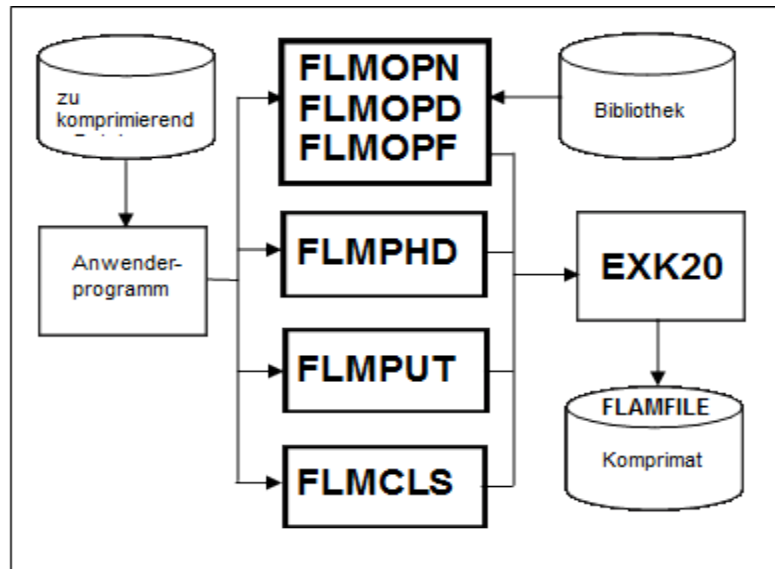 zu
komprimierend
Anwender-
programm
FLMOPN
FLMOPD
FLMOPF
FLMPHD
FLMPUT
FLMCLS
Bibliothek
EXK20
FLAMFILE
Komprimat